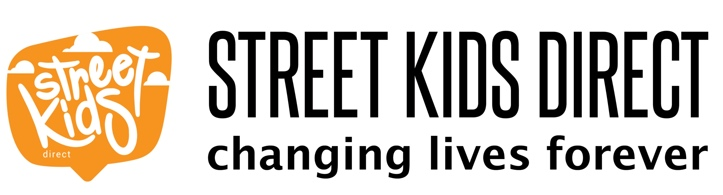 street
kids
direct
STREET KIDS DIRECT
changing lives forever